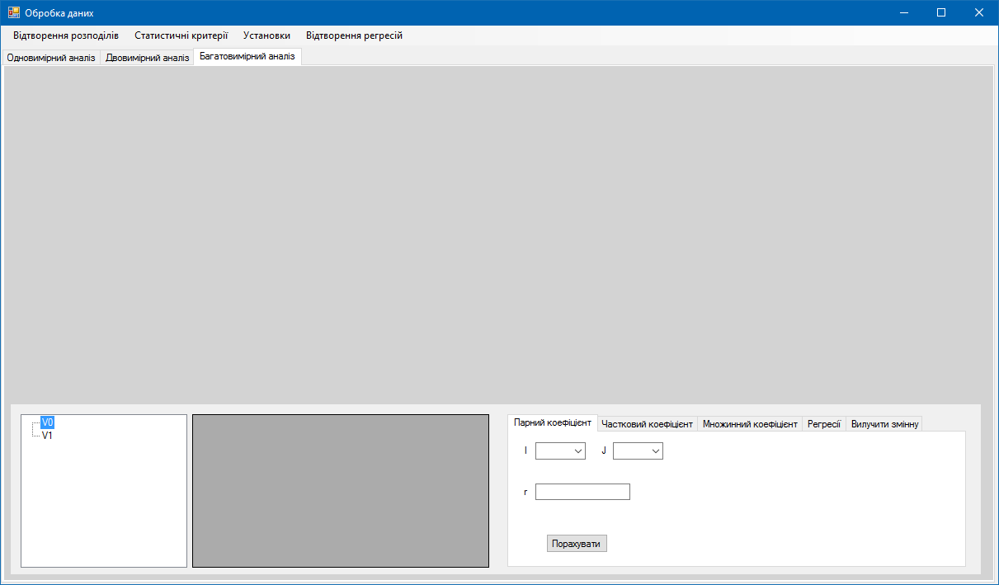 Обробка даних
Відтворення розподілів Статистичні критерії Установки Відтворення регресій
Одновимірний аналіз Двовимірний аналіз Багатовимірний аналіз
V0
V1
Парний коефіцієнт Частковий коефіцієнт Множинний коефіцієнт Регресії Вилучити змінну
I J
r
Порахувати